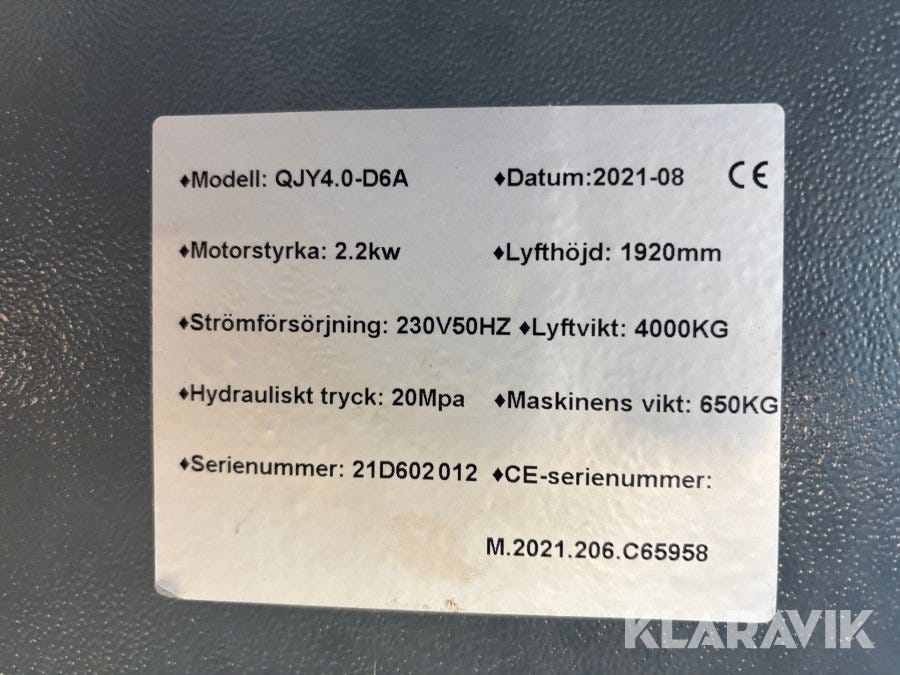 ♦Modell: QJY4.0-D6A ♦Datum:2021-08 CE
♦Motorstyrka: 2.2kw ♦Lyfthöjd: 1920mm
♦Strömförsörjning: 230V50HZ ♦Lyftvikt: 4000KG
♦Hydrauliskt tryck: 20Mpa ♦Maskinens vikt: 650KG
♦Serienummer: 21D602012 ♦CE-serienummer:
M.2021.206.C65958
KLARAVIK